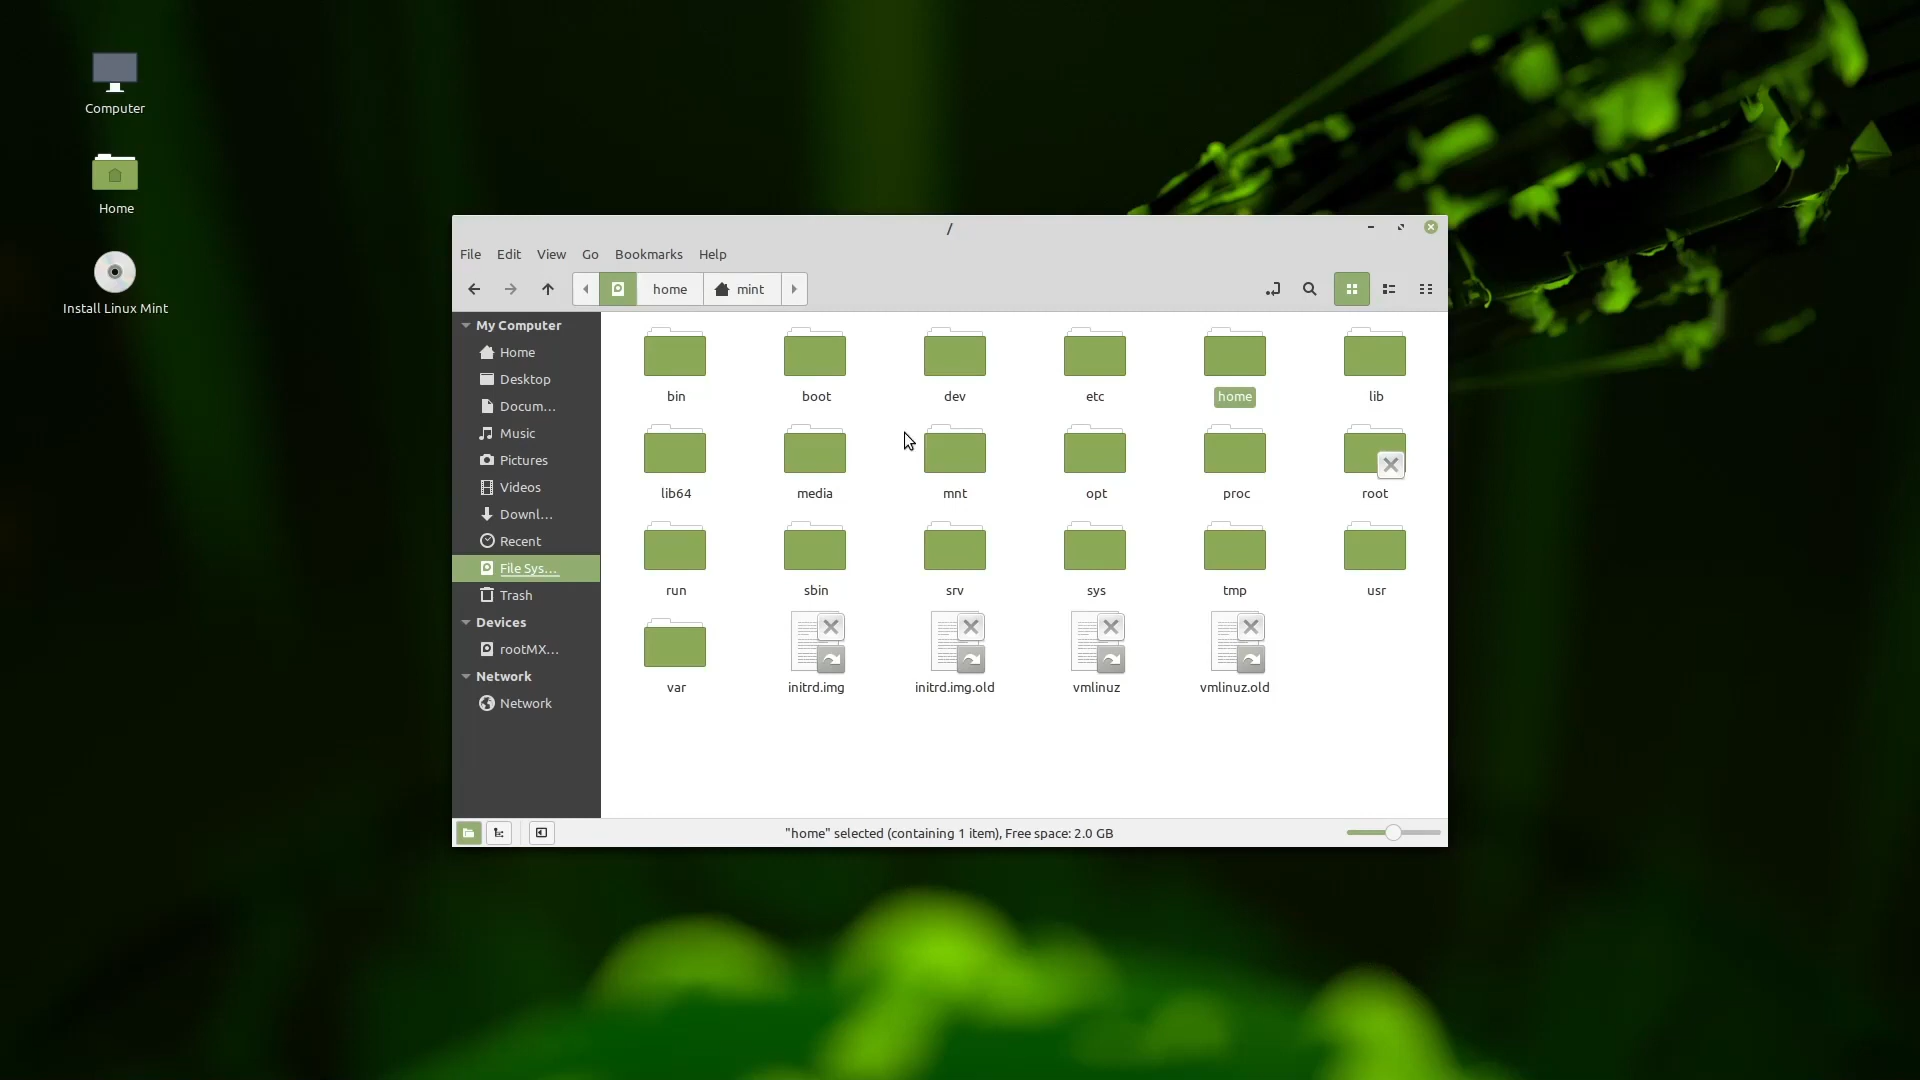 Computer
Home
Install Linux Mint
/
File Edit View Go Bookmarks Help
home mint
My Computer
Home
Desktop
Docum...
Music
Pictures
Videos
Downl...
Recent
File Sys...
Trash
Devices
rootMX...
Network
Network
bin boot dev etc home lib
lib64 media mnt opt proc root
run sbin srv sys tmp usr
var initrd.img initrd.img.old vmlinuz vmlinuz.old
"home" selected (containing 1 item), Free space: 2.0 GB